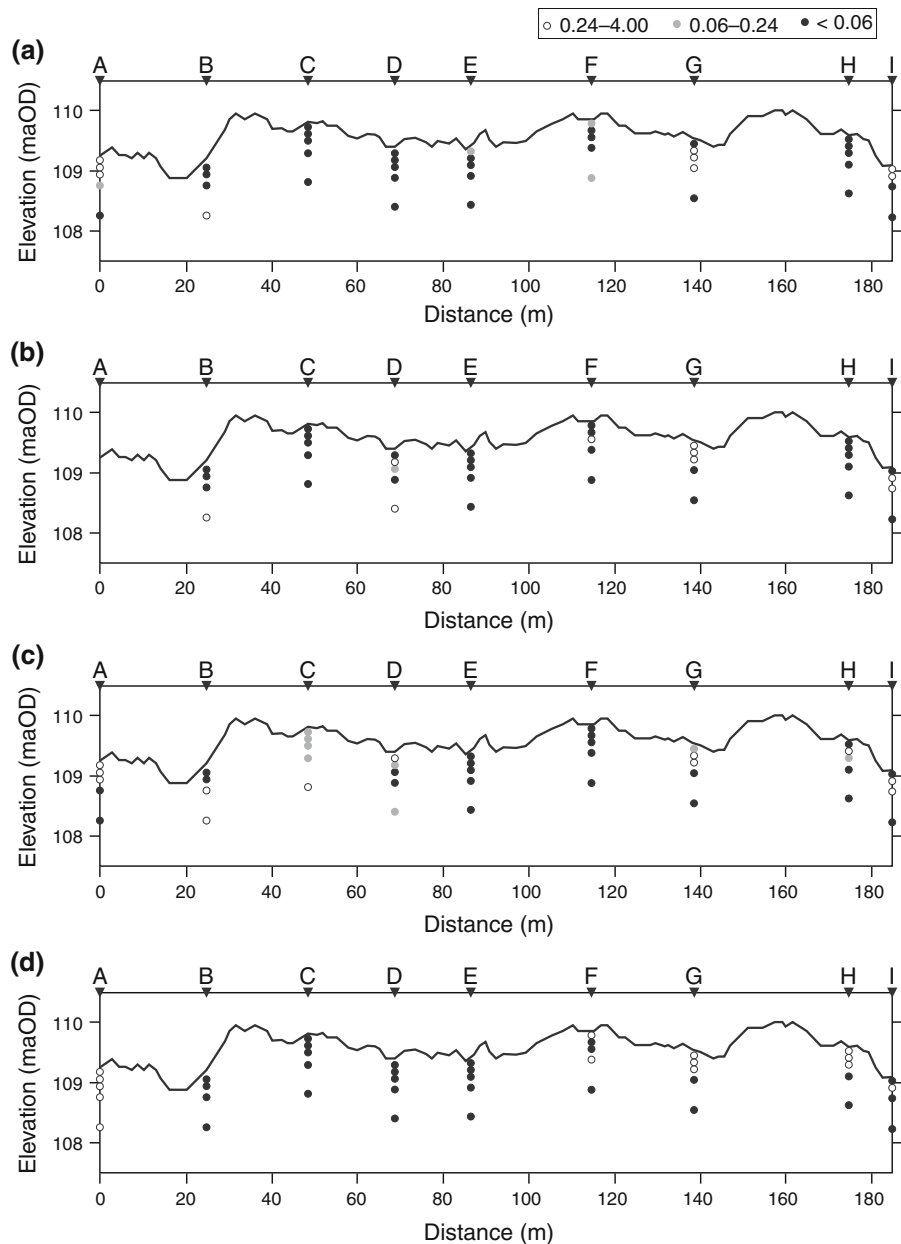 0.24–4.00 0.06–0.24 < 0.06
(a)
A B C D E F G H I
Elevation (maOD)
110
109
108
0 20 40 60 80 100 120 140 160 180
Distance (m)
(b)
A B C D E F G H I
Elevation (maOD)
110
109
108
0 20 40 60 80 100 120 140 160 180
Distance (m)
(c)
A B C D E F G H I
Elevation (maOD)
110
109
108
0 20 40 60 80 100 120 140 160 180
Distance (m)
(d)
A B C D E F G H I
Elevation (maOD)
110
109
108
0 20 40 60 80 100 120 140 160 180
Distance (m)